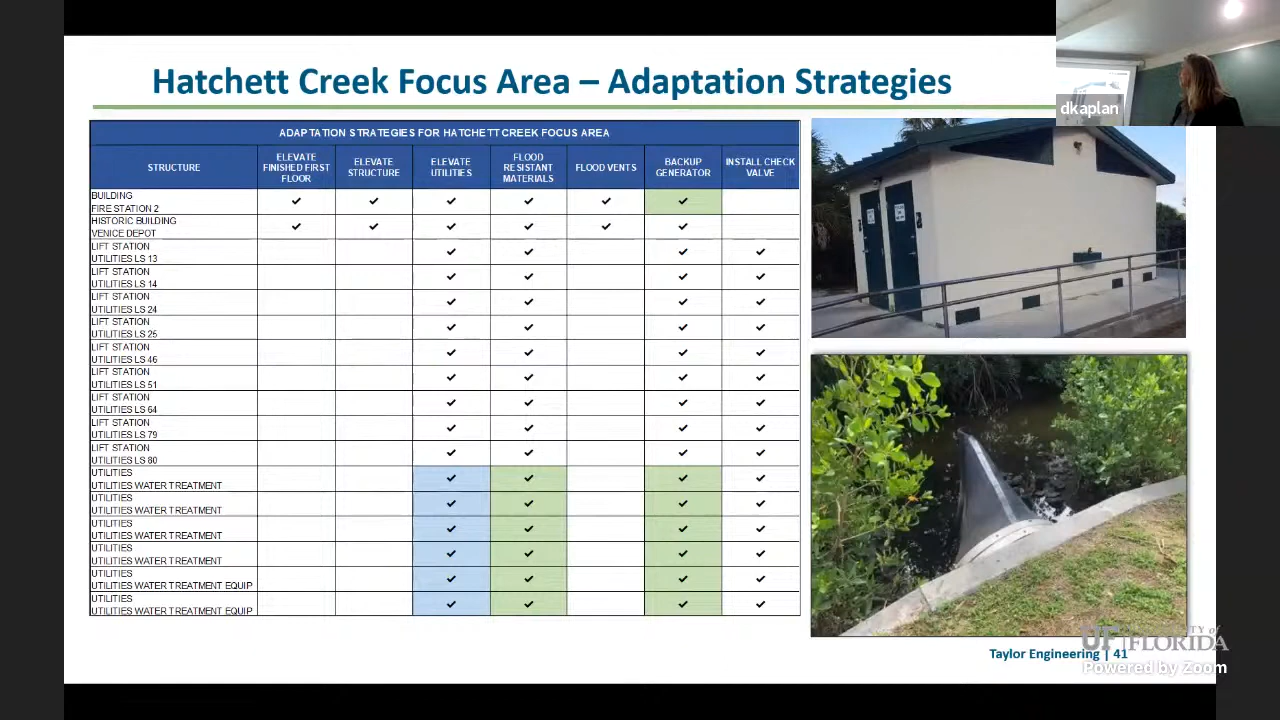 Hatchett Creek Focus Area – Adaptation Strategies
dkaplan
ADAPTATION STRATEGIES FOR HATCHETT CREEK FOCUS AREA
STRUCTURE
ELEVATE
FINISHED FIRST
FLOOR
ELEVATE
STRUCTURE
ELEVATE
UTILITIES
FLOOD
RESISTANT
MATERIALS
FLOOD VENTS
BACKUP
GENERATOR
INSTALL CHECK
VALVE
BUILDING
FIRE STATION 2
✓ ✓ ✓ ✓ ✓ ✓
HISTORIC BUILDING
VENICE DEPOT
✓ ✓ ✓ ✓ ✓ ✓
LIFT STATION
UTILITIES LS 13
✓ ✓ ✓ ✓
LIFT STATION
UTILITIES LS 14
✓ ✓ ✓ ✓
LIFT STATION
UTILITIES LS 24
✓ ✓ ✓ ✓
LIFT STATION
UTILITIES LS 25
✓ ✓ ✓ ✓
LIFT STATION
UTILITIES LS 46
✓ ✓ ✓ ✓
LIFT STATION
UTILITIES LS 51
✓ ✓ ✓ ✓
LIFT STATION
UTILITIES LS 64
✓ ✓ ✓ ✓
LIFT STATION
UTILITIES LS 79
✓ ✓ ✓ ✓
LIFT STATION
UTILITIES LS 80
✓ ✓ ✓ ✓
UTILITIES
UTILITIES WATER TREATMENT
✓ ✓ ✓ ✓
UTILITIES
UTILITIES WATER TREATMENT
✓ ✓ ✓ ✓
UTILITIES
UTILITIES WATER TREATMENT
✓ ✓ ✓ ✓
UTILITIES
UTILITIES WATER TREATMENT
✓ ✓ ✓ ✓
UTILITIES
UTILITIES WATER TREATMENT EQUIP
✓ ✓ ✓ ✓
UTILITIES
UTILITIES WATER TREATMENT EQUIP
✓ ✓ ✓ ✓
Taylor Engineering | 41
UF
of
FLORIDA
Powered by Zoom